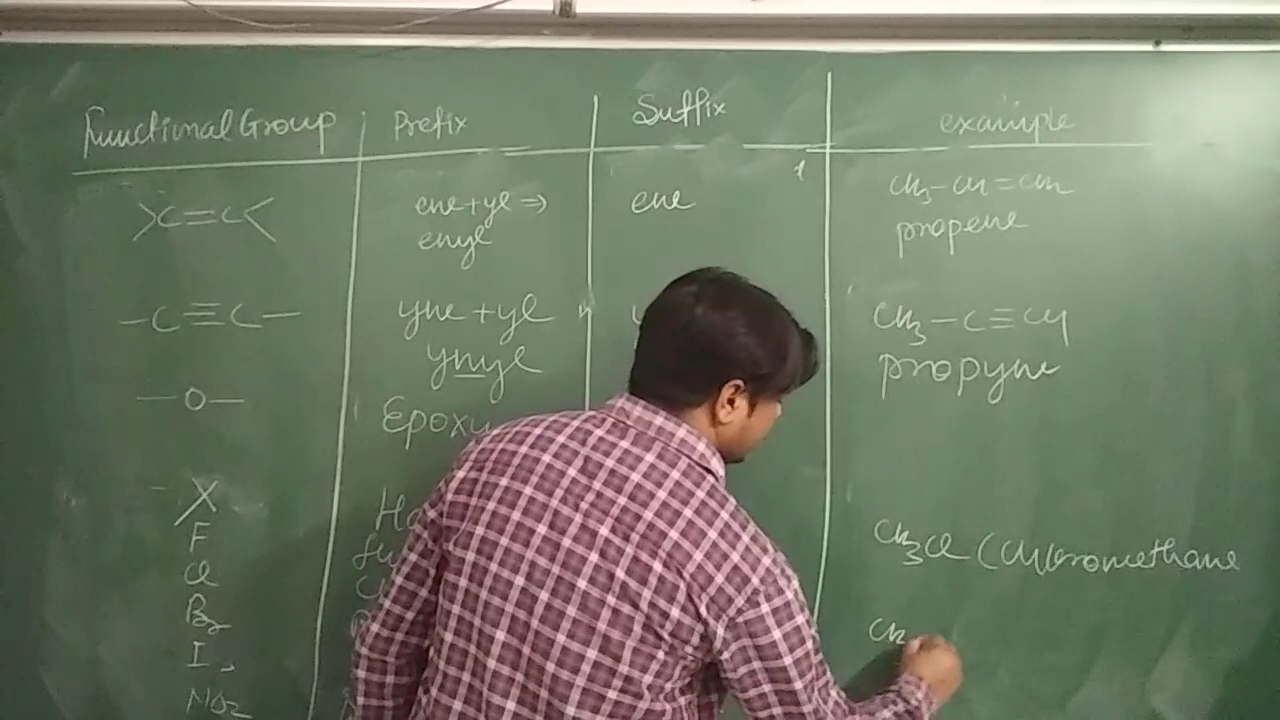 Functional Group Prefix Suffix example
>C=C< ene+yl ⇒ ene CH3-CH=CH2
enyl propene
-C≡C- yne+yl CH3-C≡CH
ynyl propyne
-O- Epoxy
-X
F CH3Cl (Chloromethane
Cl
Br CH
I
NO2